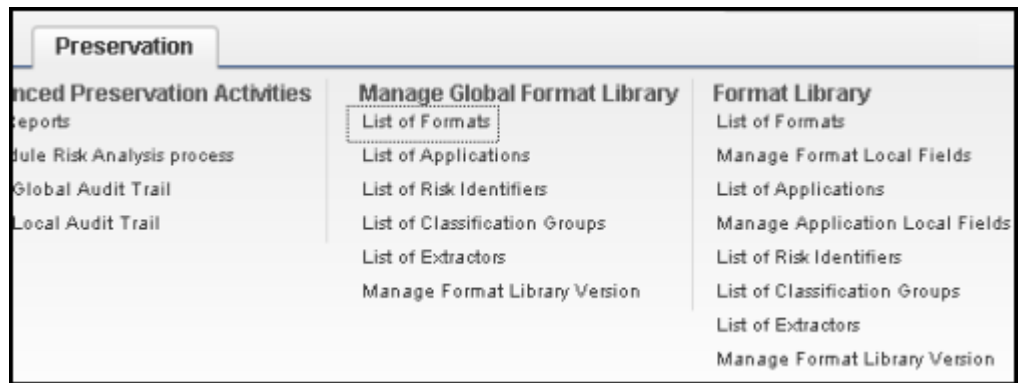 Preservation
nced Preservation Activities
Reports
dule Risk Analysis process
Global Audit Trail
Local Audit Trail
Manage Global Format Library
List of Formats
List of Applications
List of Risk Identifiers
List of Classification Groups
List of Extractors
Manage Format Library Version
Format Library
List of Formats
Manage Format Local Fields
List of Applications
Manage Application Local Fields
List of Risk Identifiers
List of Classification Groups
List of Extractors
Manage Format Library Version